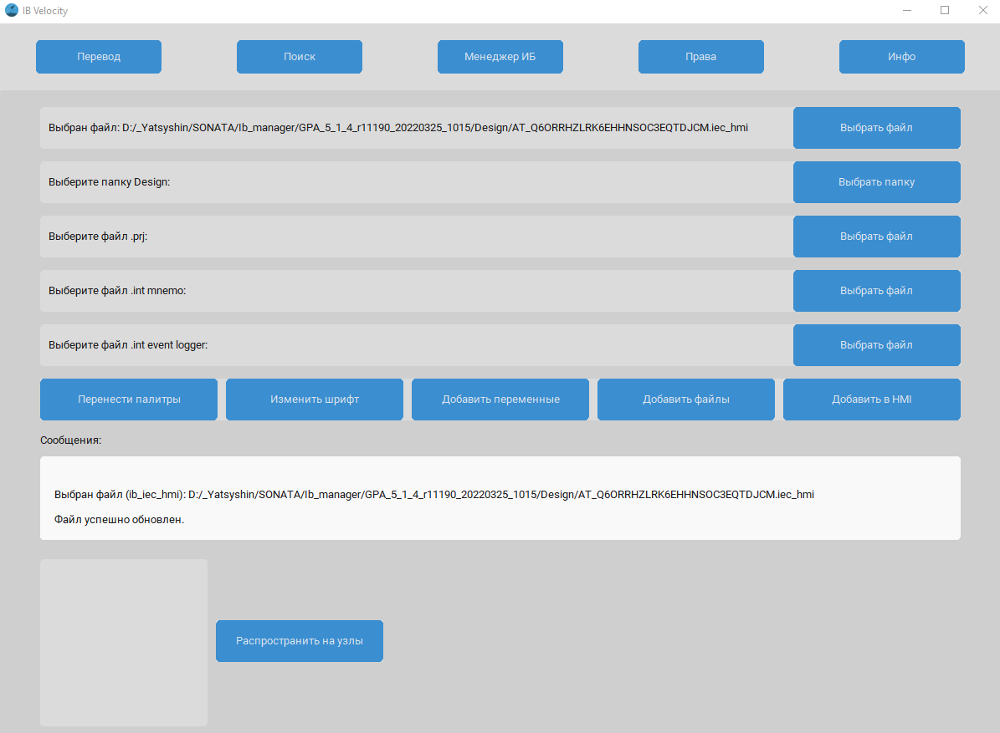 IB Velocity
Перевод Поиск Менеджер ИБ Права Инфо
Выбран файл: D:/_Yatsyshin/SONATA/Ib_manager/GPA_5_1_4_r11190_20220325_1015/Design/AT_Q6ORRHZLRK6EHHNSOC3EQTDJCM.iec_hmi Выбрать файл
Выберите папку Design: Выбрать папку
Выберите файл .prj: Выбрать файл
Выберите файл .int mnemo: Выбрать файл
Выберите файл .int event logger: Выбрать файл
Перенести палитры Изменить шрифт Добавить переменные Добавить файлы Добавить в HMI
Сообщения:
Выбран файл (ib_iec_hmi): D:/_Yatsyshin/SONATA/Ib_manager/GPA_5_1_4_r11190_20220325_1015/Design/AT_Q6ORRHZLRK6EHHNSOC3EQTDJCM.iec_hmi
Файл успешно обновлен.
Распространить на узлы